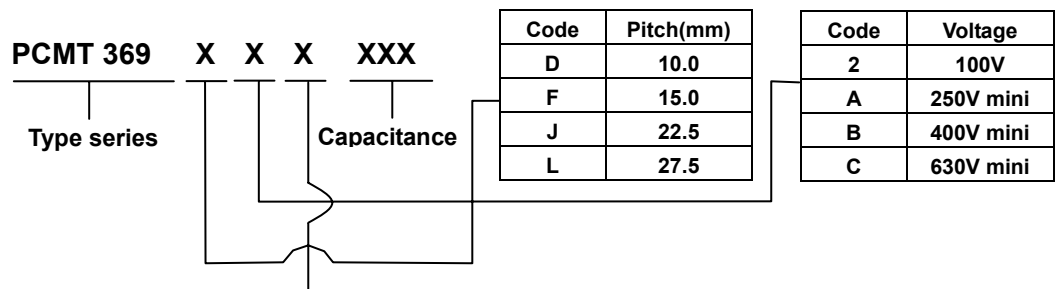 PCMT 369 X X X XXX
Type series
Capacitance
Code Pitch(mm)
D 10.0
F 15.0
J 22.5
L 27.5
Code Voltage
2 100V
A 250V mini
B 400V mini
C 630V mini